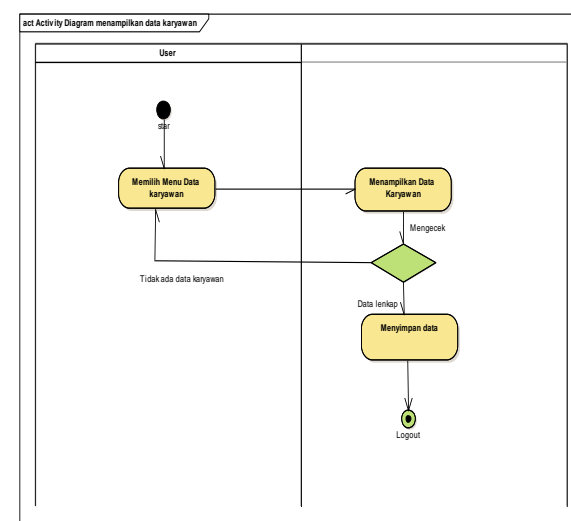 act Activity Diagram menampilkan data karyawan
User
star
Memilih Menu Data
karyawan
Menampilkan Data
Karyawan
Mengecek
Tidak ada data karyawan
Data lenkap
Menyimpan data
Logout